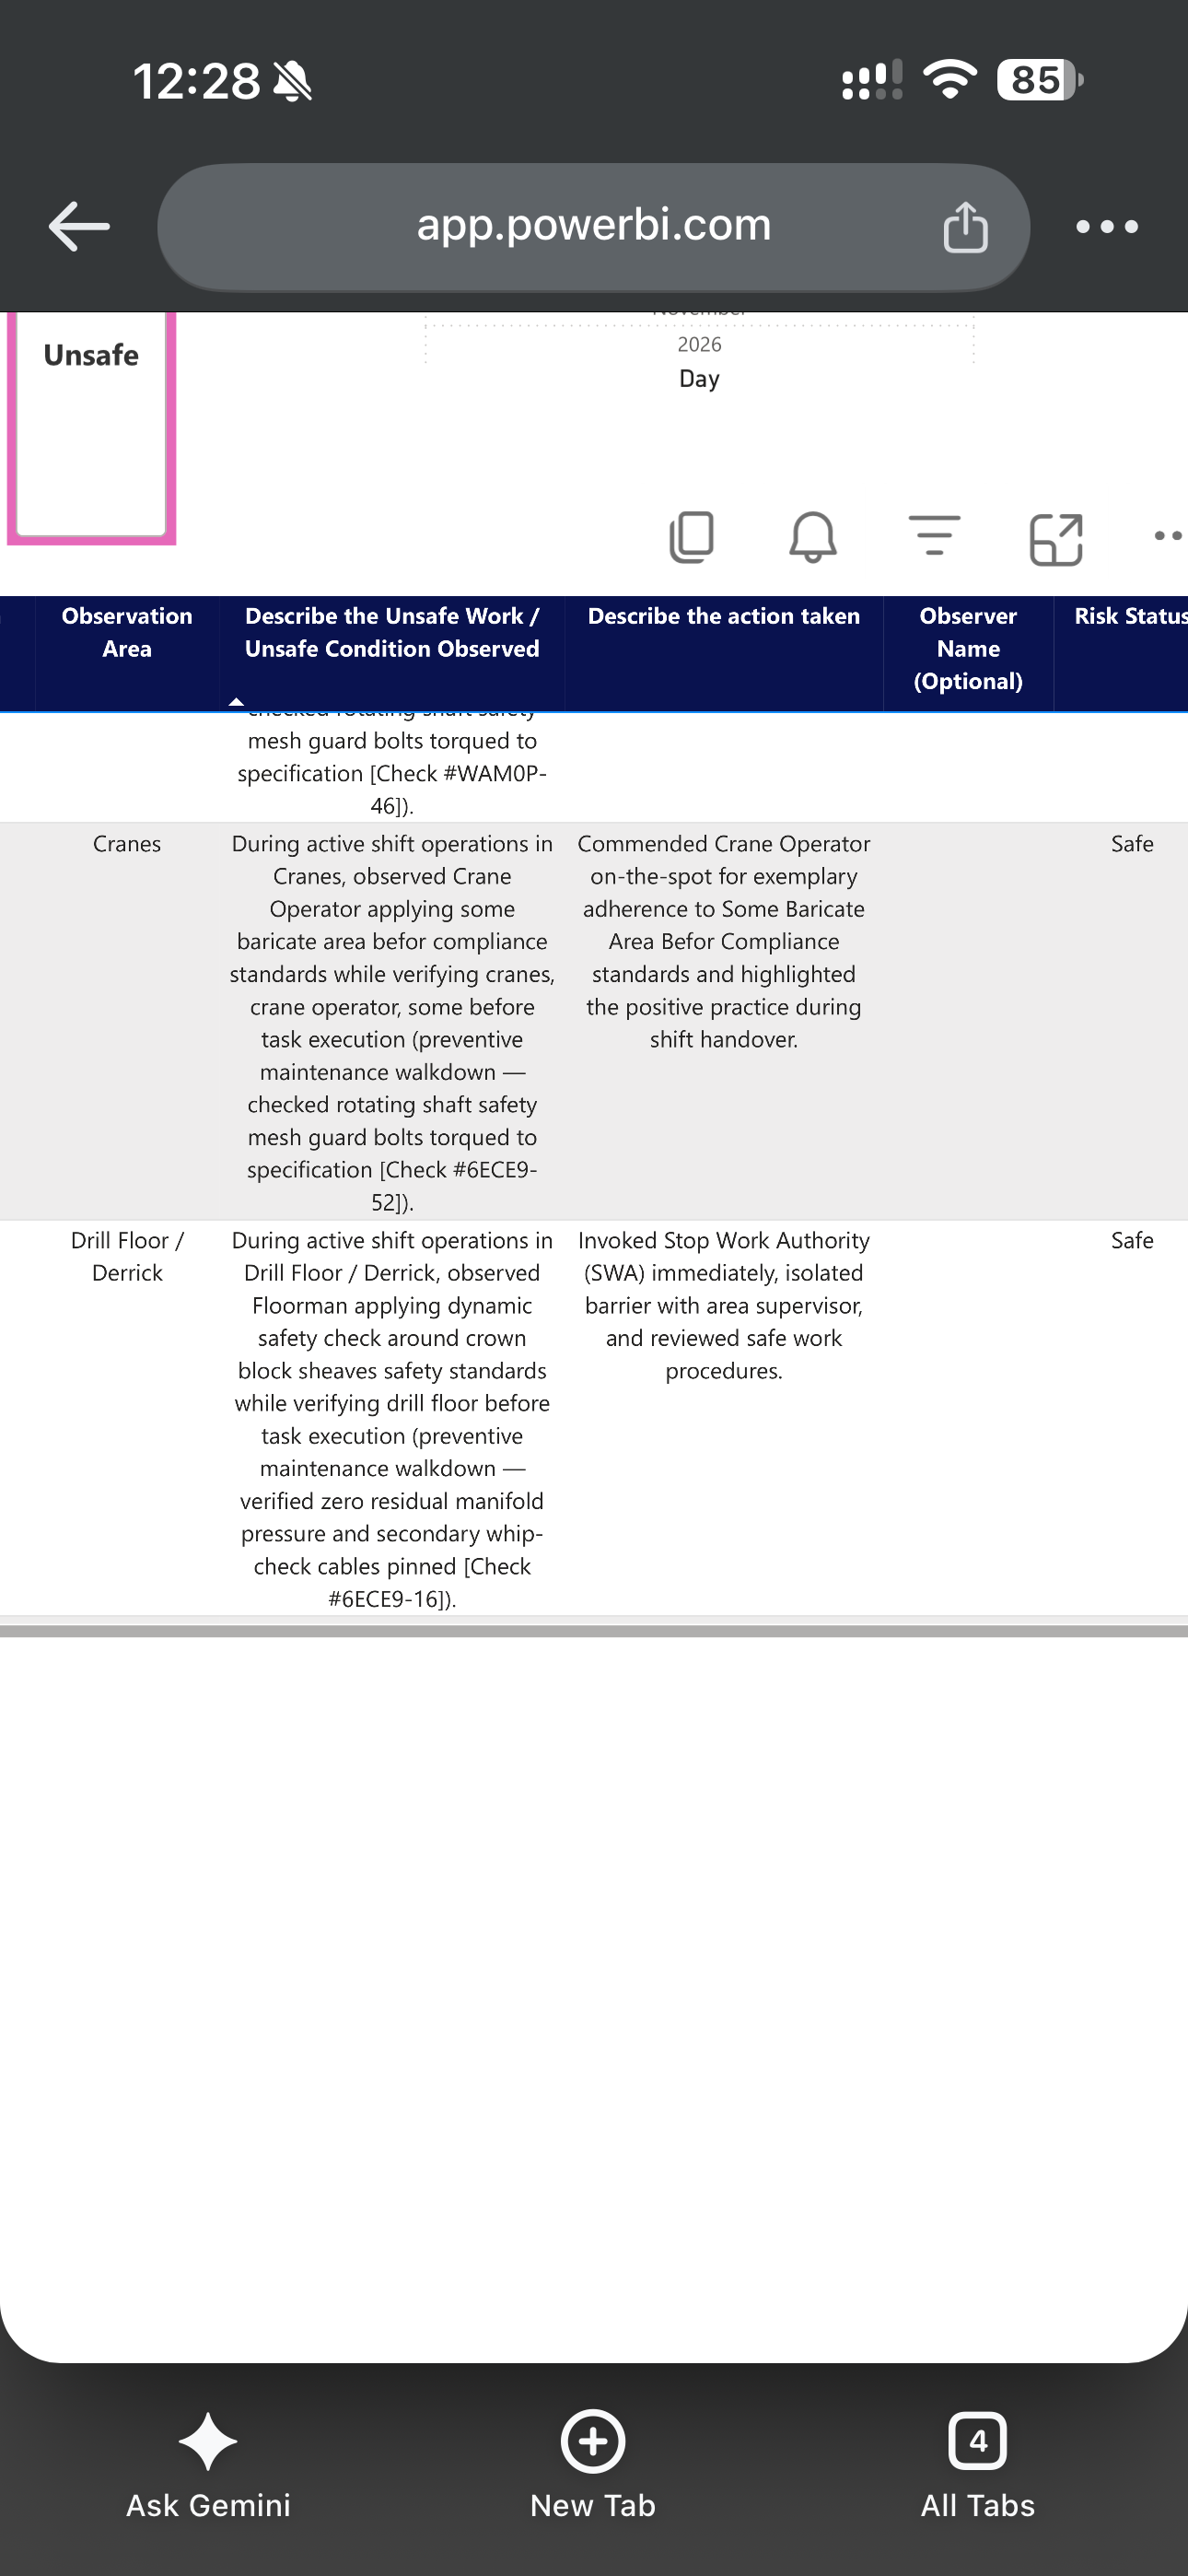 12:28
85
app.powerbi.com
Unsafe
November
2026
Day
Observation
Area
Describe the Unsafe Work /
Unsafe Condition Observed
Describe the action taken
Observer
Name
(Optional)
Risk Status
checked rotating shaft safety
mesh guard bolts torqued to
specification [Check #WAM0P-
46]).
Cranes
During active shift operations in
Cranes, observed Crane
Operator applying some
baricate area befor compliance
standards while verifying cranes,
crane operator, some before
task execution (preventive
maintenance walkdown —
checked rotating shaft safety
mesh guard bolts torqued to
specification [Check #6ECE9-
52]).
Commended Crane Operator
on-the-spot for exemplary
adherence to Some Baricate
Area Befor Compliance
standards and highlighted
the positive practice during
shift handover.
Safe
Drill Floor /
Derrick
During active shift operations in
Drill Floor / Derrick, observed
Floorman applying dynamic
safety check around crown
block sheaves safety standards
while verifying drill floor before
task execution (preventive
maintenance walkdown —
verified zero residual manifold
pressure and secondary whip-
check cables pinned [Check
#6ECE9-16]).
Invoked Stop Work Authority
(SWA) immediately, isolated
barrier with area supervisor,
and reviewed safe work
procedures.
Safe
Ask Gemini
New Tab
4
All Tabs